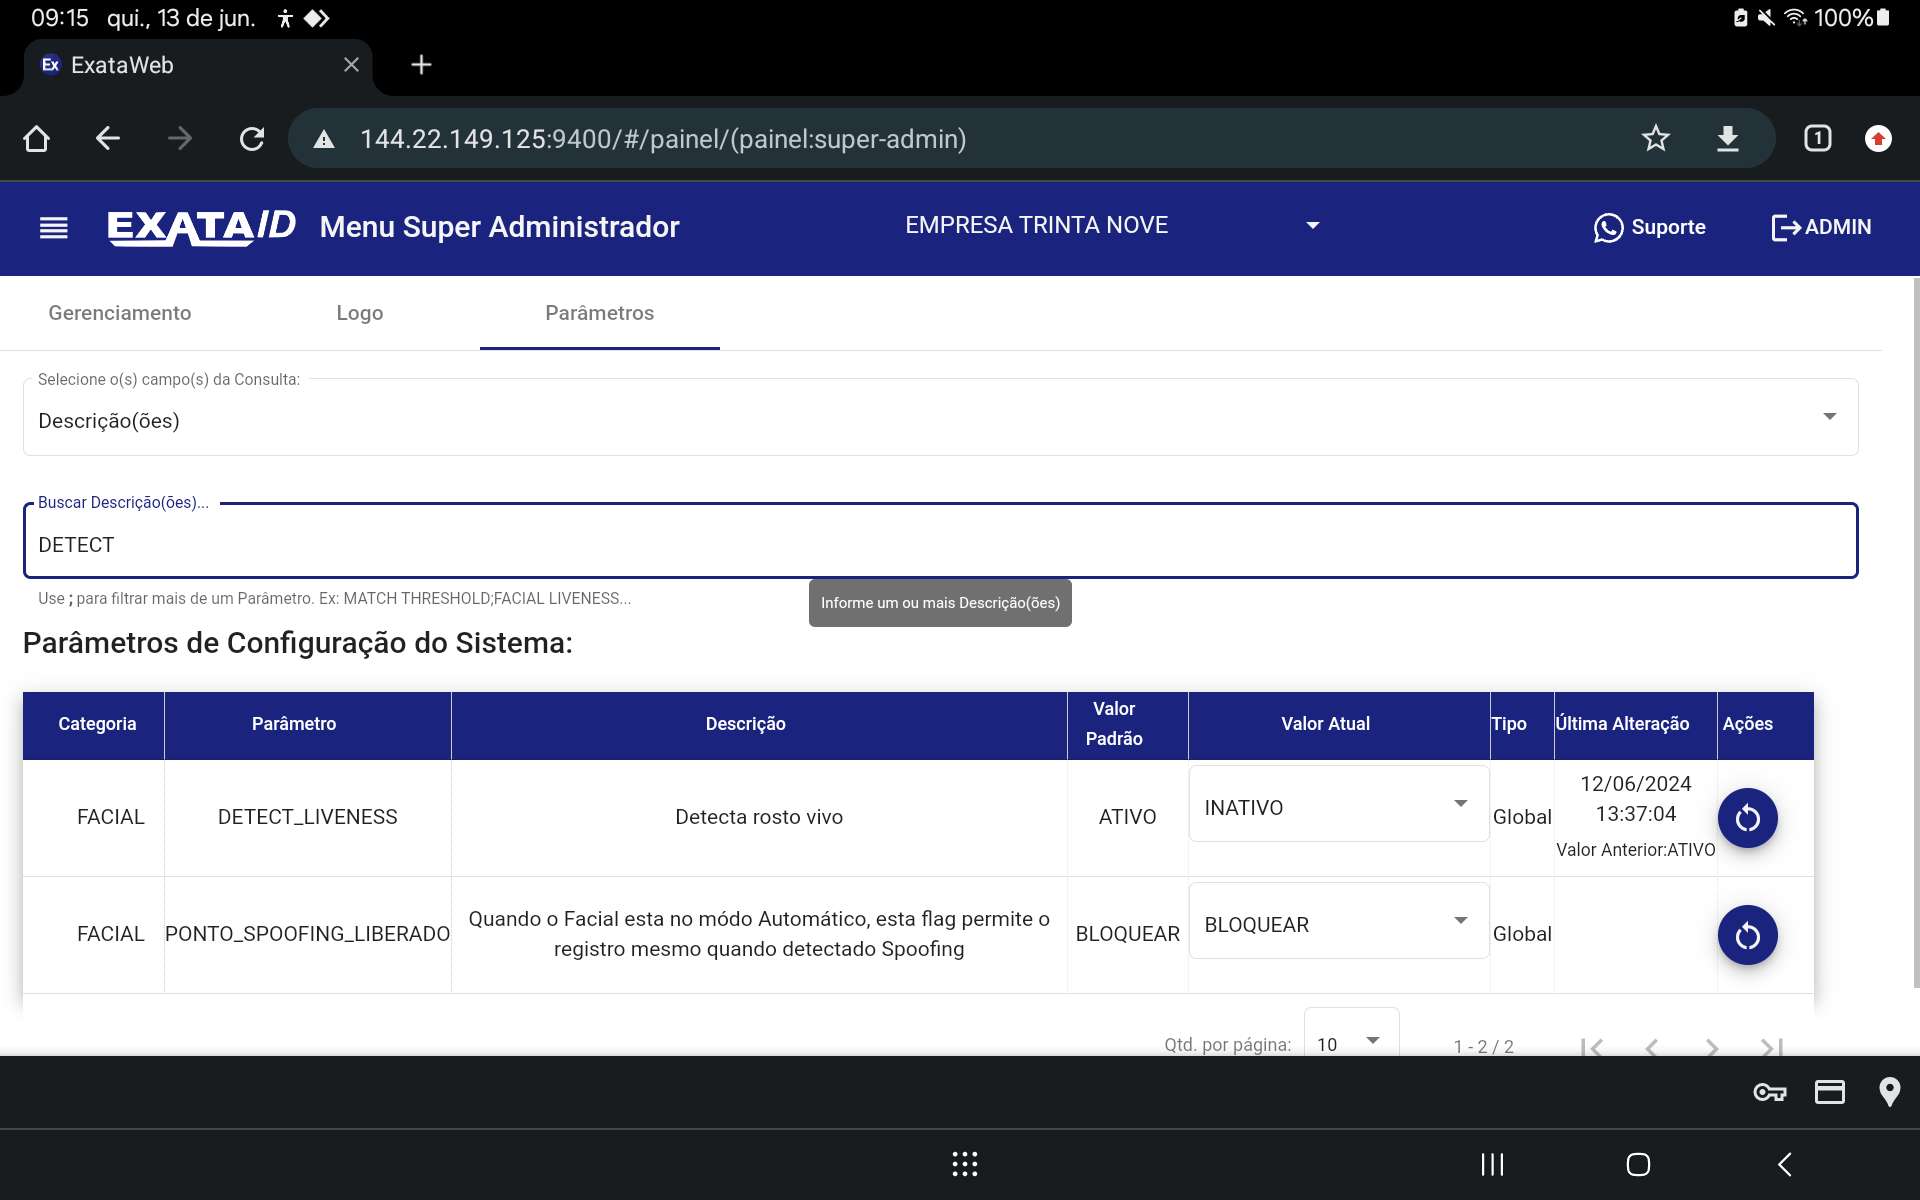 09:15 qui., 13 de jun. 100%
Ex ExataWeb
144.22.149.125:9400/#/painel/(painel:super-admin) 1
EXATAID Menu Super Administrador EMPRESA TRINTA NOVE Suporte ADMIN
Gerenciamento Logo Parâmetros
Selecione o(s) campo(s) da Consulta:
Descrição(ões)
Buscar Descrição(ões)...
DETECT
Use ; para filtrar mais de um Parâmetro. Ex: MATCH THRESHOLD;FACIAL LIVENESS...
Informe um ou mais Descrição(ões)
Parâmetros de Configuração do Sistema:
Categoria Parâmetro Descrição Valor Padrão Valor Atual Tipo Última Alteração Ações
FACIAL DETECT_LIVENESS Detecta rosto vivo ATIVO INATIVO Global 12/06/2024 13:37:04 Valor Anterior:ATIVO
FACIAL PONTO_SPOOFING_LIBERADO Quando o Facial esta no módo Automático, esta flag permite o registro mesmo quando detectado Spoofing BLOQUEAR BLOQUEAR Global
Qtd. por página: 10 1 - 2 / 2